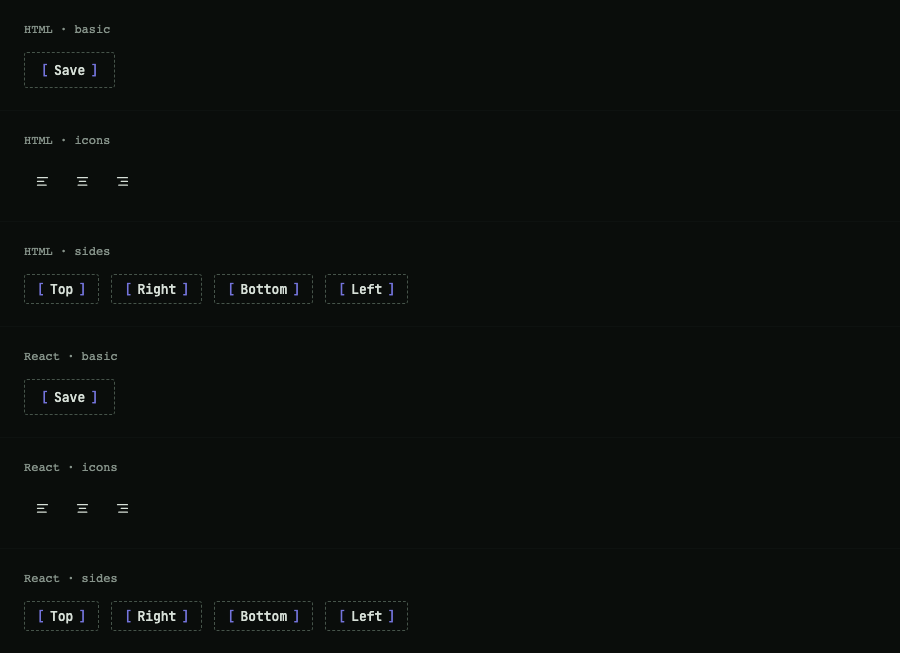 HTML · basic
[ Save ]
HTML · icons
HTML · sides
[ Top ] [ Right ] [ Bottom ] [ Left ]
React · basic
[ Save ]
React · icons
React · sides
[ Top ] [ Right ] [ Bottom ] [ Left ]